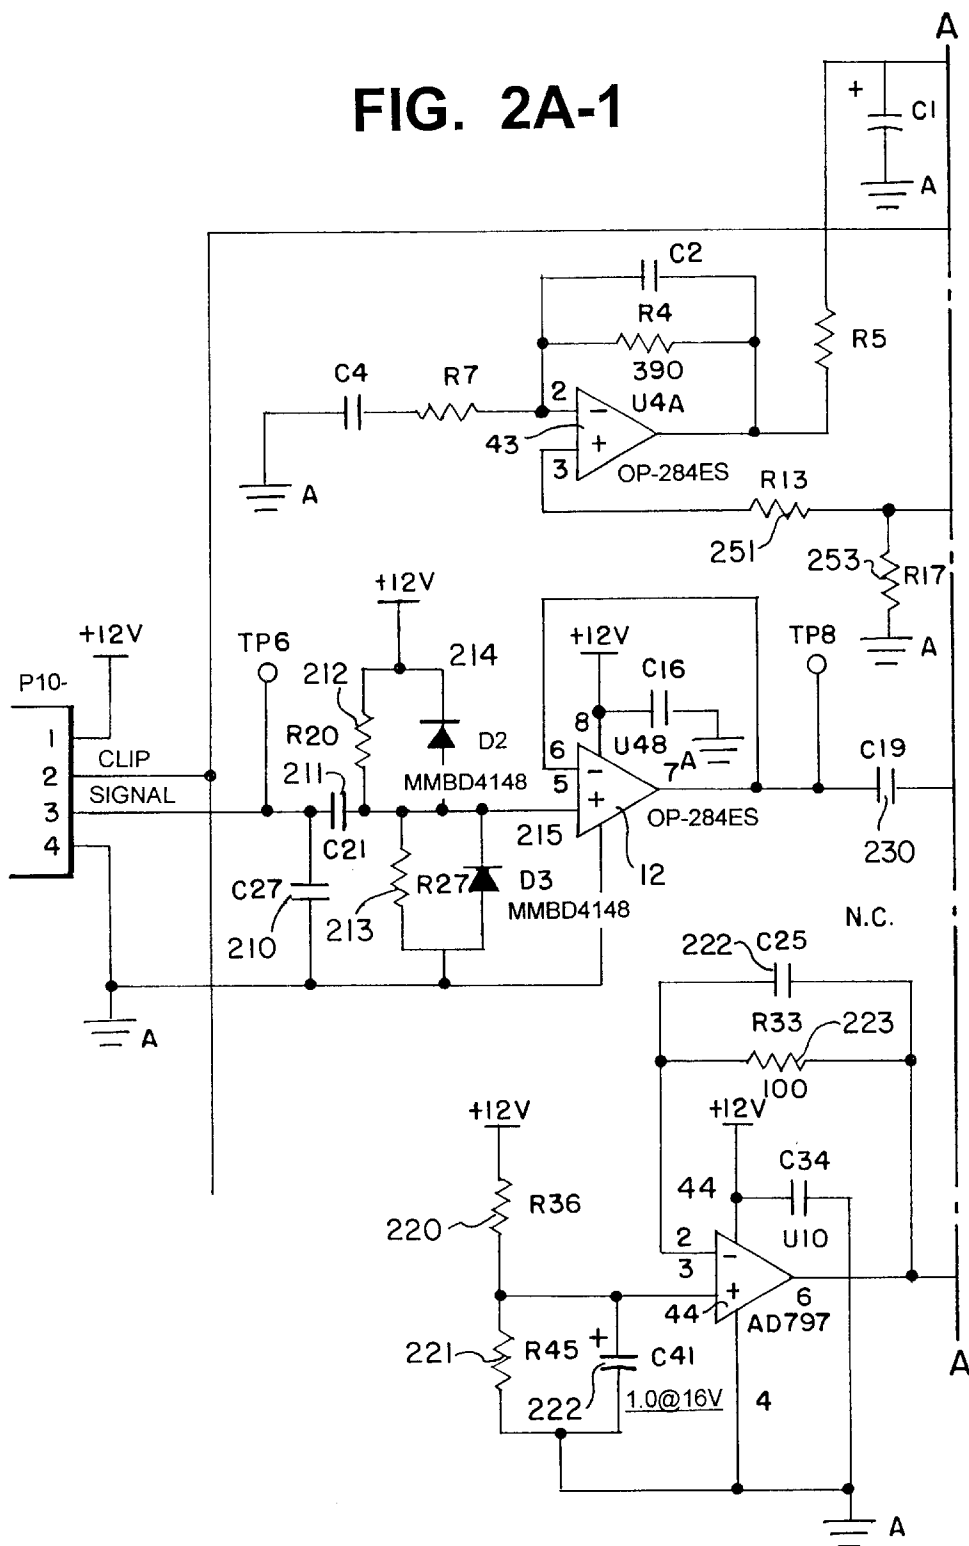 A
FIG. 2A-1
+
C1
A
C2
R4
390
R5
C4
R7
2
U4A
43
-
+
3
A
OP-284ES
R13
251
253
R17
A
+12V
+12V
TP6
214
+12V
TP8
P10-
212
C16
1
R20
D2
8
U48
A
C19
2
CLIP
211
MMBD4148
6
7
3
SIGNAL
5
-
+
4
C21
215
OP-284ES
230
C27
R27
D3
12
210
213
MMBD4148
N.C.
222
C25
A
R33
223
100
+12V
+12V
C34
44
R36
U10
220
2
-
3
+
6
44
AD797
221
R45
+
C41
A
222
1.0@16V
4
A